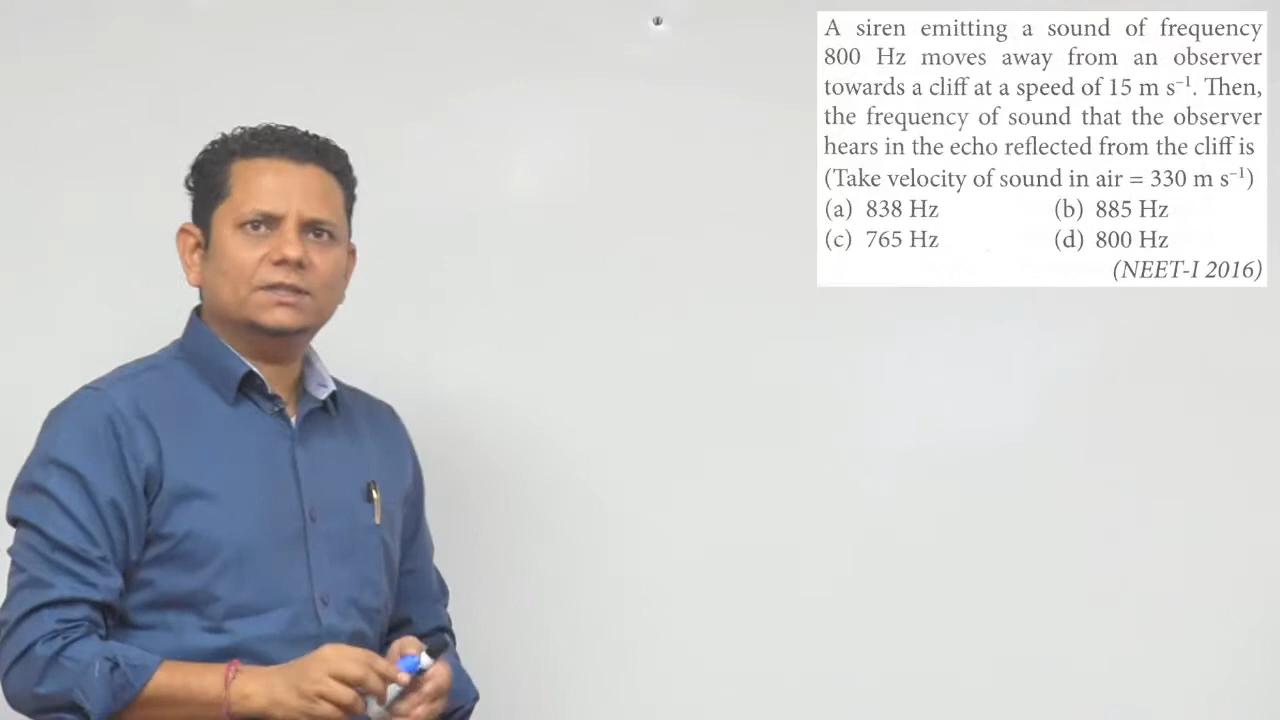 A siren emitting a sound of frequency
800 Hz moves away from an observer
towards a cliff at a speed of 15 m s⁻¹. Then,
the frequency of sound that the observer
hears in the echo reflected from the cliff is
(Take velocity of sound in air = 330 m s⁻¹)
(a) 838 Hz (b) 885 Hz
(c) 765 Hz (d) 800 Hz
(NEET-I 2016)